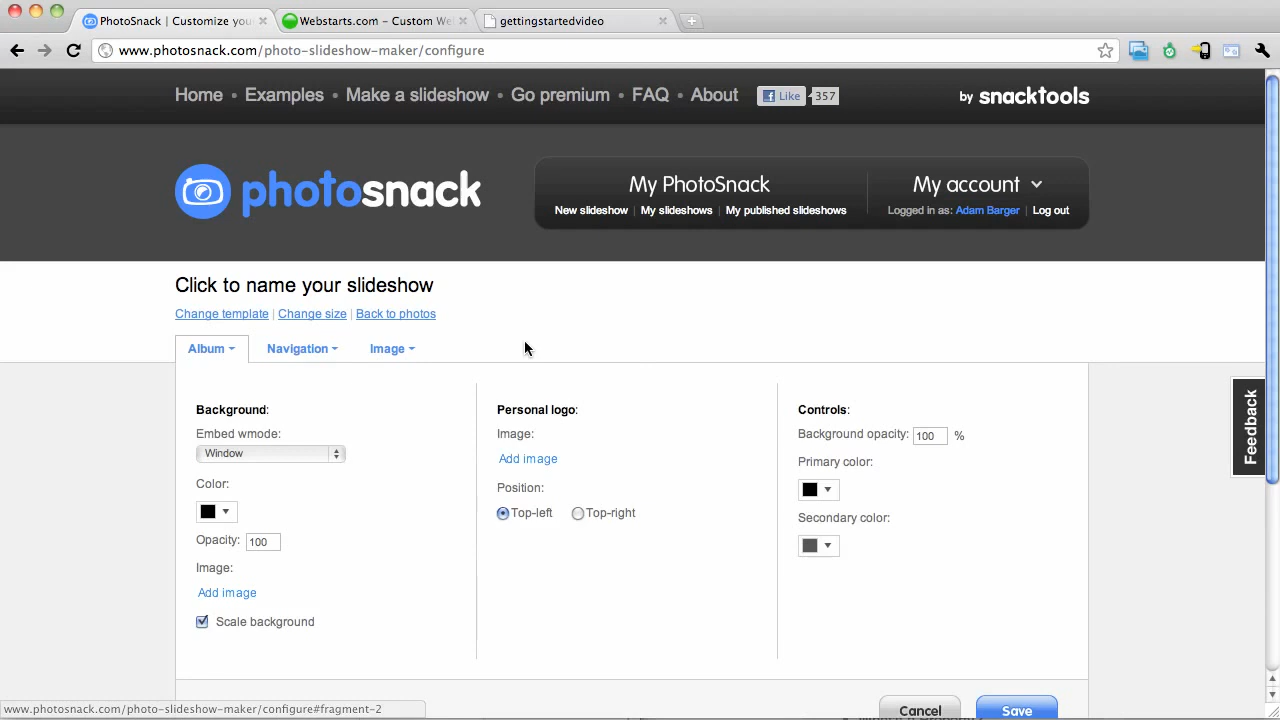 PhotoSnack | Customize you
Webstarts.com – Custom We
gettingstartedvideo
www.photosnack.com/photo-slideshow-maker/configure
Home • Examples • Make a slideshow • Go premium • FAQ • About
Like 357
by snacktools
photosnack
My PhotoSnack
New slideshow | My slideshows | My published slideshows
My account
Logged in as: Adam Barger | Log out
Click to name your slideshow
Change template | Change size | Back to photos
Album Navigation Image
Background:
Embed wmode:
Window
Color:
Opacity: 100
Image:
Add image
Scale background
Personal logo:
Image:
Add image
Position:
Top-left Top-right
Controls:
Background opacity: 100 %
Primary color:
Secondary color:
Feedback
Cancel Save
www.photosnack.com/photo-slideshow-maker/configure#fragment-2